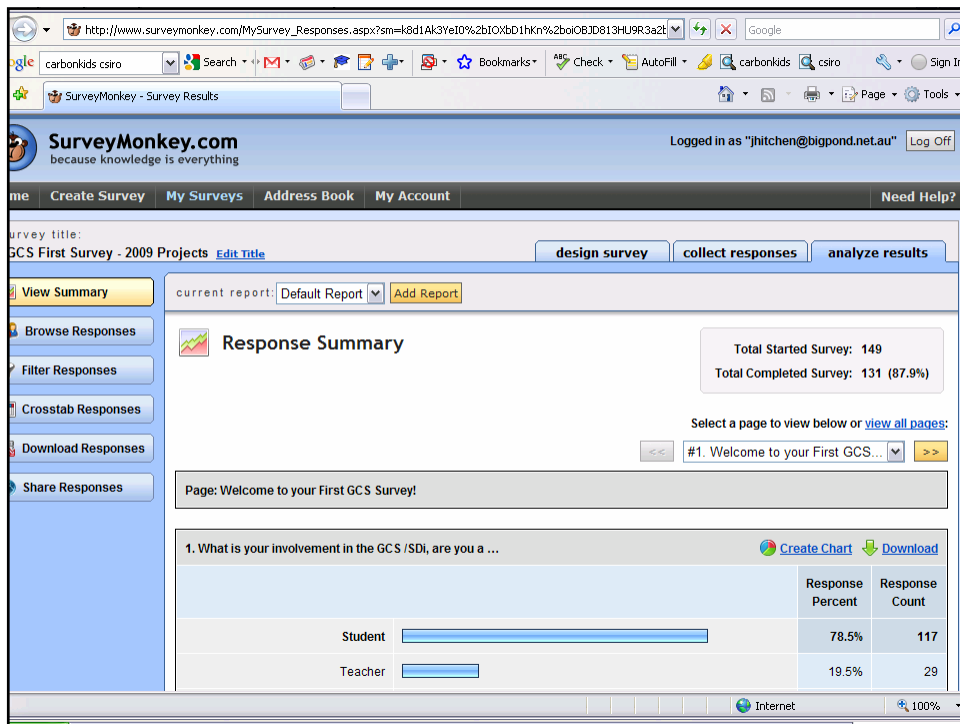 http://www.surveymonkey.com/MySurvey_Responses.aspx?sm=k8d1Ak3YeI0%2bIOXbD1hKn%2boiOBJD813HU9R3a2t Google
ogle carbonkids csiro Search Bookmarks Check AutoFill carbonkids csiro Sign In
SurveyMonkey - Survey Results Page Tools
SurveyMonkey.com
because knowledge is everything
Logged in as "jhitchen@bigpond.net.au" Log Off
me Create Survey My Surveys Address Book My Account Need Help?
urvey title:
GCS First Survey - 2009 Projects Edit Title
design survey collect responses analyze results
View Summary
Browse Responses
Filter Responses
Crosstab Responses
Download Responses
Share Responses
current report: Default Report Add Report
Response Summary
Total Started Survey: 149
Total Completed Survey: 131 (87.9%)
Select a page to view below or view all pages:
<< #1. Welcome to your First GCS... >>
Page: Welcome to your First GCS Survey!
1. What is your involvement in the GCS /SDi, are you a ... Create Chart Download
Response Percent Response Count
Student 78.5% 117
Teacher 19.5% 29
Internet 100%